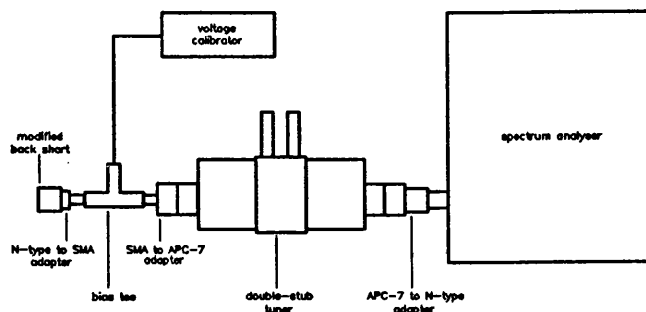 voltage
calibrator
modified
back short
spectrum analyser
N-type to SMA
adapter
SMA to APC-7
adapter
bias tee
double-stub
tuner
APC-7 to N-type
adapter